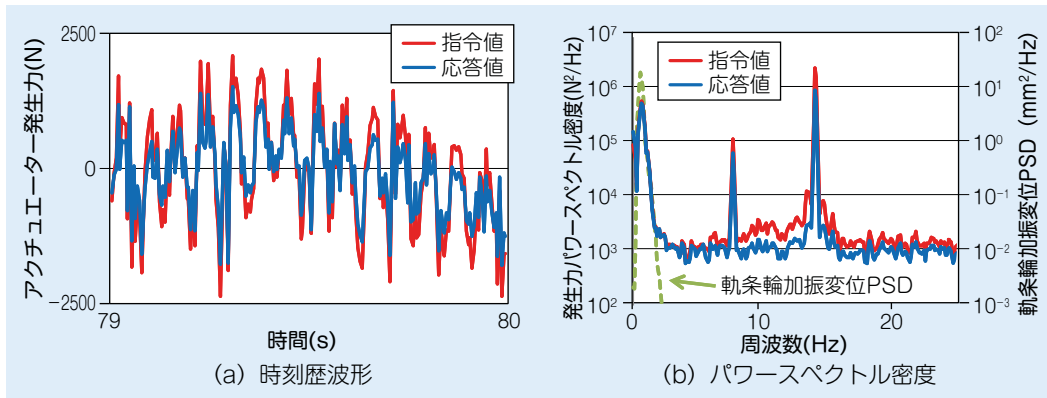 アクチュエーター発生力(N)
2500
0
−2500
79
80
時間(s)
指令値
応答値
(a) 時刻歴波形
発生力パワースペクトル密度(N²/Hz)
10⁷
10⁶
10⁵
10⁴
10³
10²
0
10
20
周波数(Hz)
指令値
応答値
軌条輪加振変位PSD
10²
10¹
10⁰
10⁻¹
10⁻²
10⁻³
軌条輪加振変位PSD (mm²/Hz)
(b) パワースペクトル密度